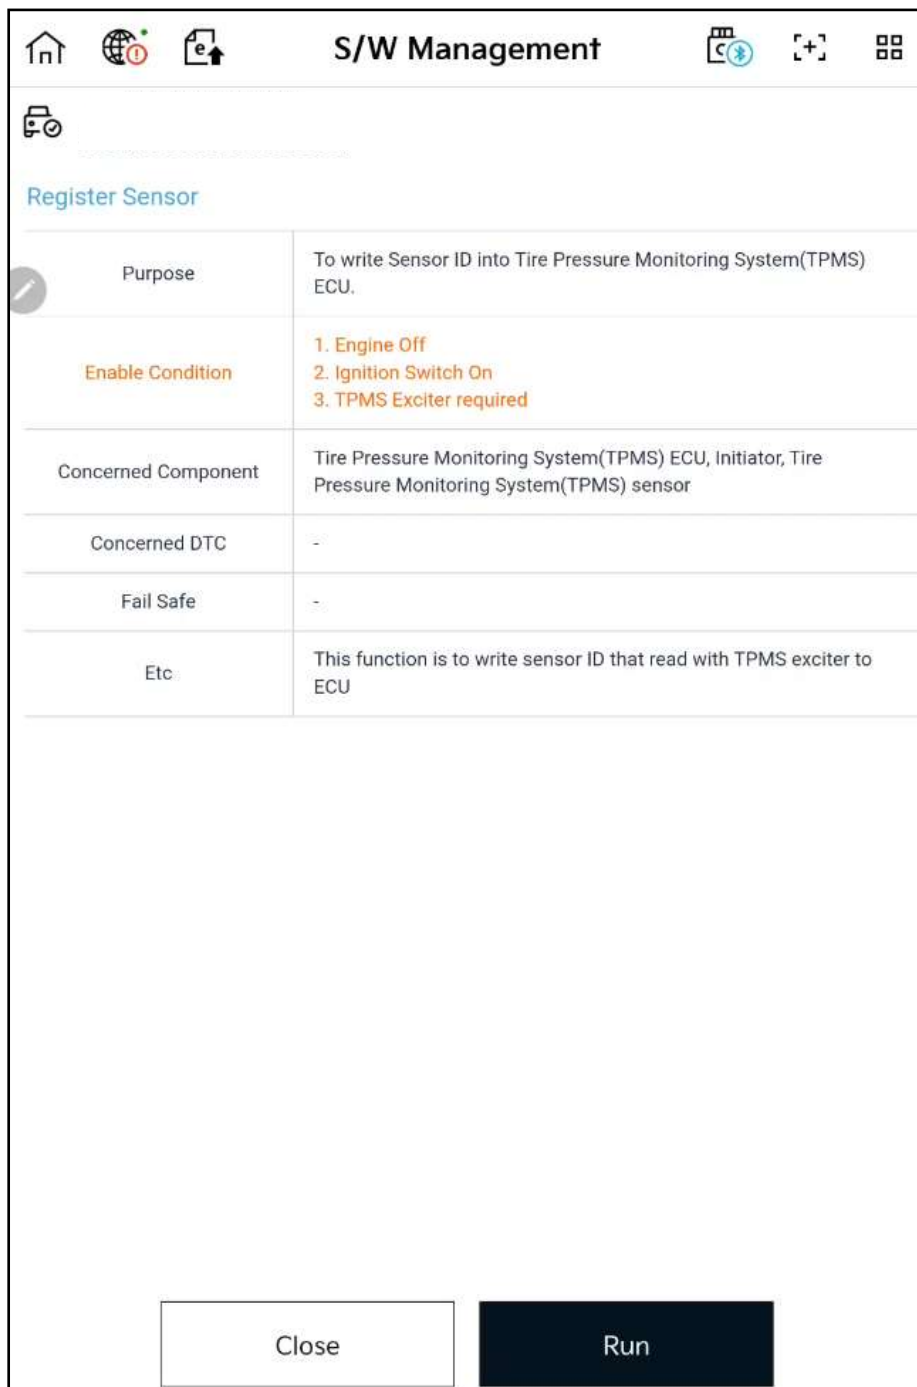 S/W Management
Register Sensor
Purpose
To write Sensor ID into Tire Pressure Monitoring System(TPMS)
ECU.
Enable Condition
1. Engine Off
2. Ignition Switch On
3. TPMS Exciter required
Concerned Component
Tire Pressure Monitoring System(TPMS) ECU, Initiator, Tire
Pressure Monitoring System(TPMS) sensor
Concerned DTC
-
Fail Safe
-
Etc
This function is to write sensor ID that read with TPMS exciter to
ECU
Close
Run